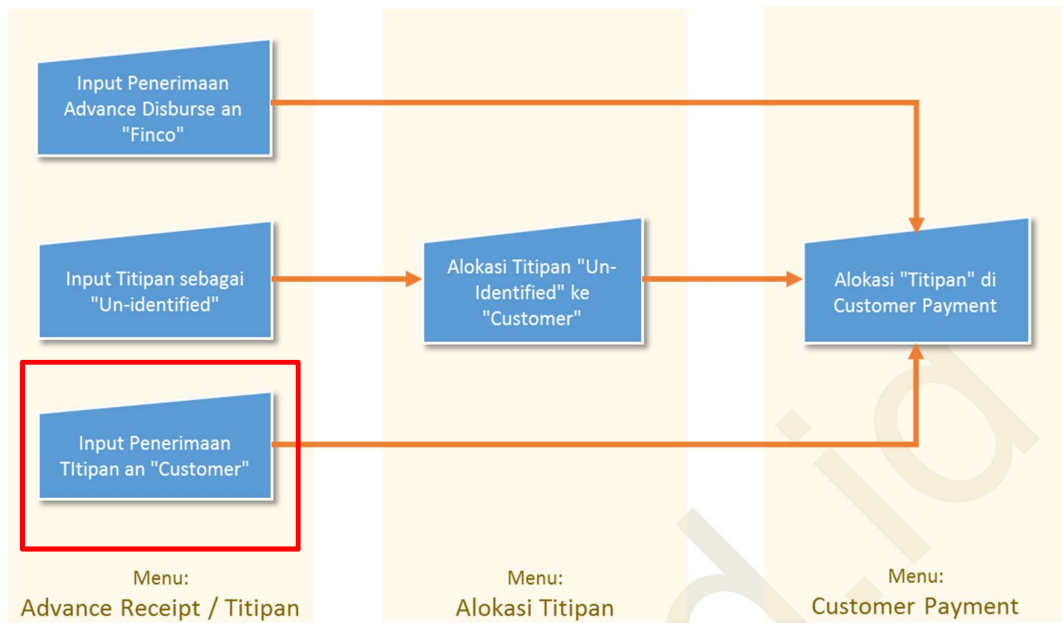 Input Penerimaan
Advance Disburse an
"Finco"
Input Titipan sebagai
"Un-identified"
Alokasi Titipan "Un-
Identified" ke
"Customer"
Alokasi "Titipan" di
Customer Payment
Input Penerimaan
TItipan an "Customer"
Menu:
Advance Receipt / Titipan
Menu:
Alokasi Titipan
Menu:
Customer Payment
d.id